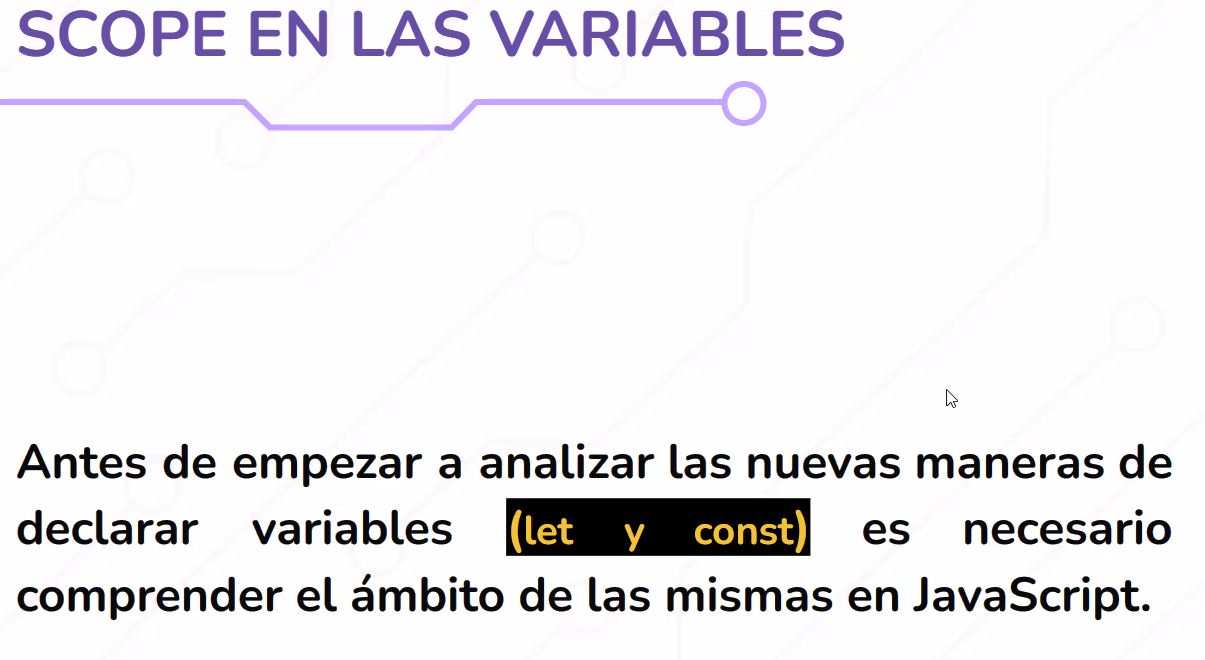 SCOPE EN LAS VARIABLES
Antes de empezar a analizar las nuevas maneras de
declarar variables (let y const) es necesario
comprender el ámbito de las mismas en JavaScript.